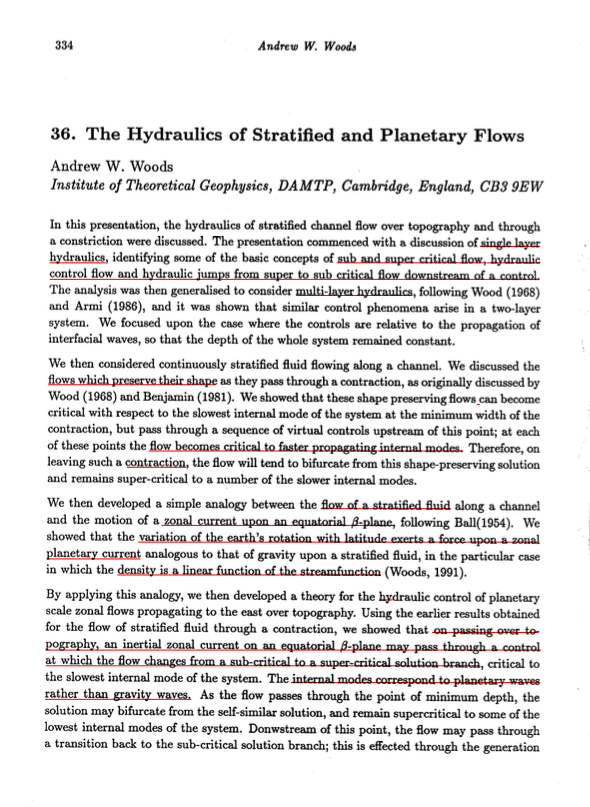 334
Andrew W. Woods
36. The Hydraulics of Stratified and Planetary Flows
Andrew W. Woods
Institute of Theoretical Geophysics, DAMTP, Cambridge, England, CB3 9EW
In this presentation, the hydraulics of stratified channel flow over topography and through
a constriction were discussed. The presentation commenced with a discussion of single layer
hydraulics, identifying some of the basic concepts of sub and super critical flow, hydraulic
control flow and hydraulic jumps from super to sub critical flow downstream of a control.
The analysis was then generalised to consider multi-layer hydraulics, following Wood (1968)
and Armi (1986), and it was shown that similar control phenomena arise in a two-layer
system. We focused upon the case where the controls are relative to the propagation of
interfacial waves, so that the depth of the whole system remained constant.
We then considered continuously stratified fluid flowing along a channel. We discussed the
flows which preserve their shape as they pass through a contraction, as originally discussed by
Wood (1968) and Benjamin (1981). We showed that these shape preserving flows can become
critical with respect to the slowest internal mode of the system at the minimum width of the
contraction, but pass through a sequence of virtual controls upstream of this point; at each
of these points the flow becomes critical to faster propagating internal modes. Therefore, on
leaving such a contraction, the flow will tend to bifurcate from this shape-preserving solution
and remains super-critical to a number of the slower internal modes.
We then developed a simple analogy between the flow of a stratified fluid along a channel
and the motion of a zonal current upon an equatorial β-plane, following Ball(1954). We
showed that the variation of the earth's rotation with latitude exerts a force upon a zonal
planetary current analogous to that of gravity upon a stratified fluid, in the particular case
in which the density is a linear function of the streamfunction (Woods, 1991).
By applying this analogy, we then developed a theory for the hydraulic control of planetary
scale zonal flows propagating to the east over topography. Using the earlier results obtained
for the flow of stratified fluid through a contraction, we showed that on passing over to-
pography, an inertial zonal current on an equatorial β-plane may pass through a control
at which the flow changes from a sub-critical to a super-critical solution branch, critical to
the slowest internal mode of the system. The internal modes correspond to planetary waves
rather than gravity waves. As the flow passes through the point of minimum depth, the
solution may bifurcate from the self-similar solution, and remain supercritical to some of the
lowest internal modes of the system. Donwstream of this point, the flow may pass through
a transition back to the sub-critical solution branch; this is effected through the generation